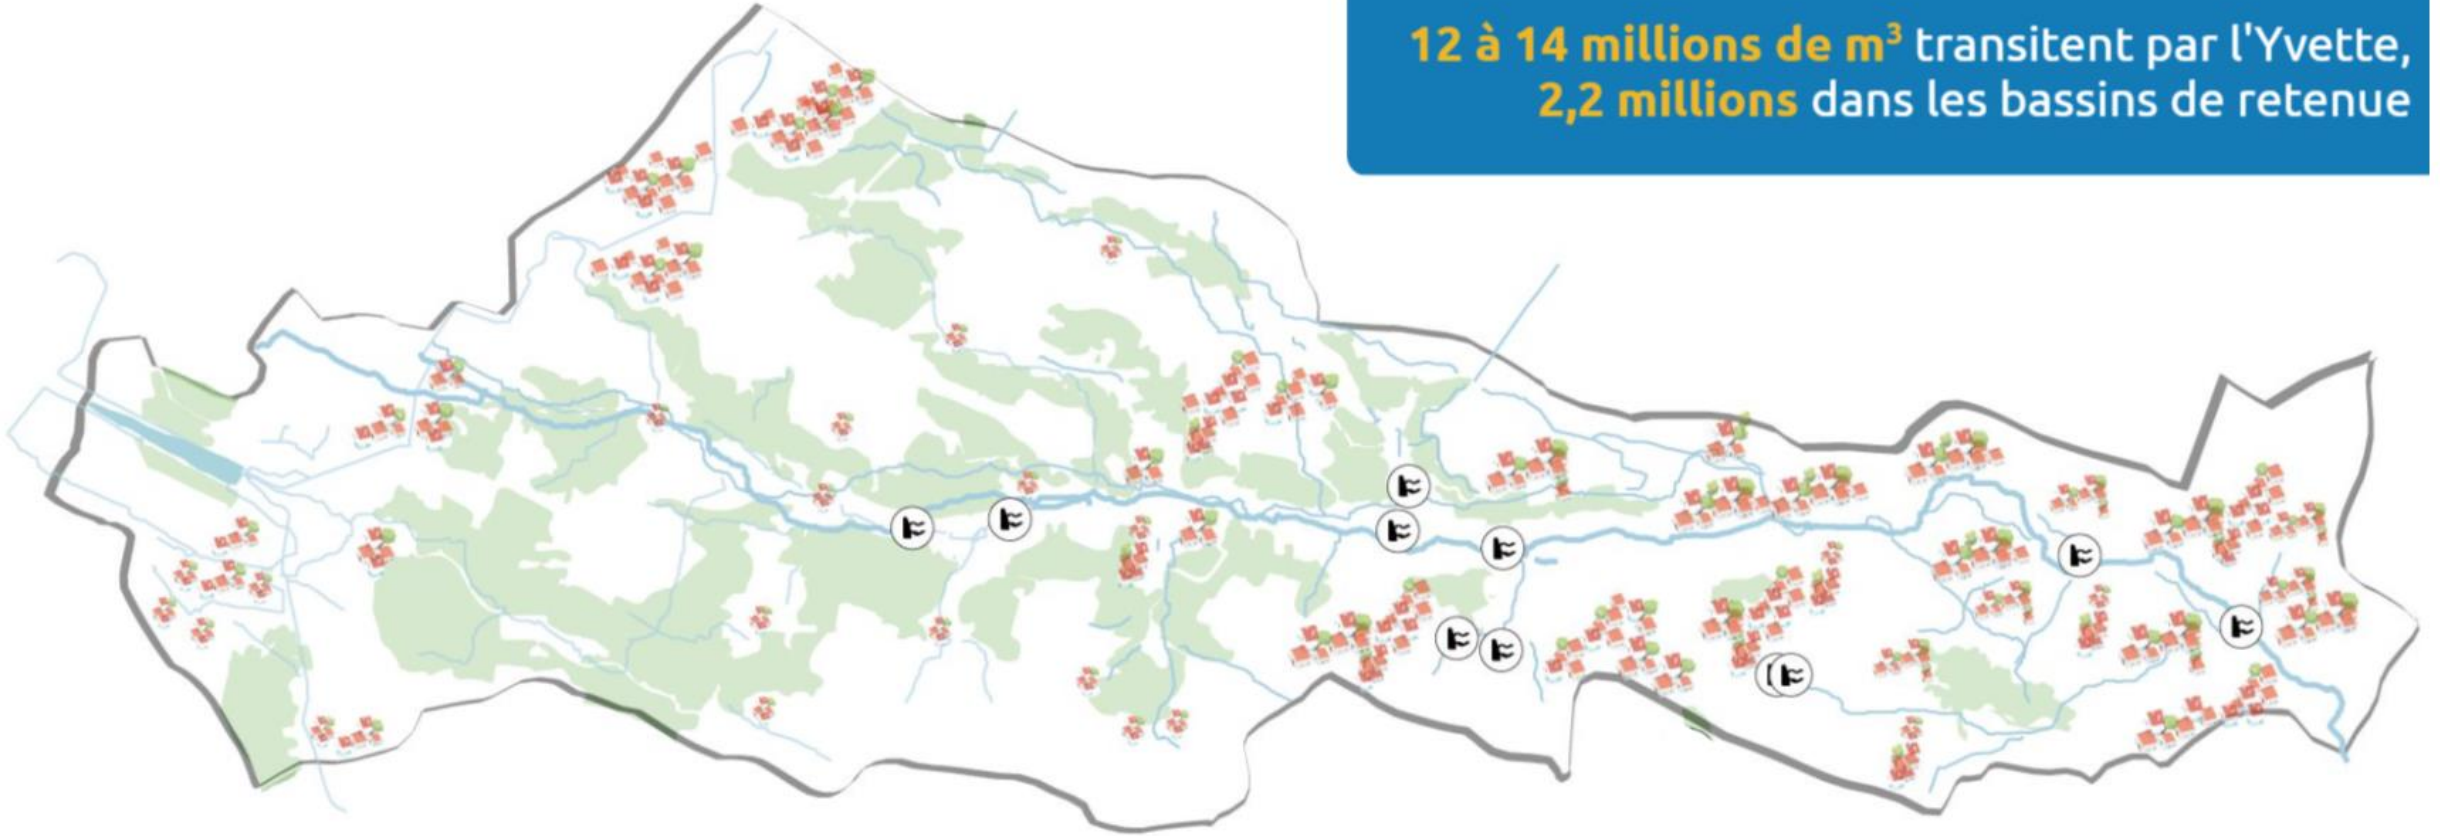 12 à 14 millions de m³ transitent par l'Yvette,
2,2 millions dans les bassins de retenue